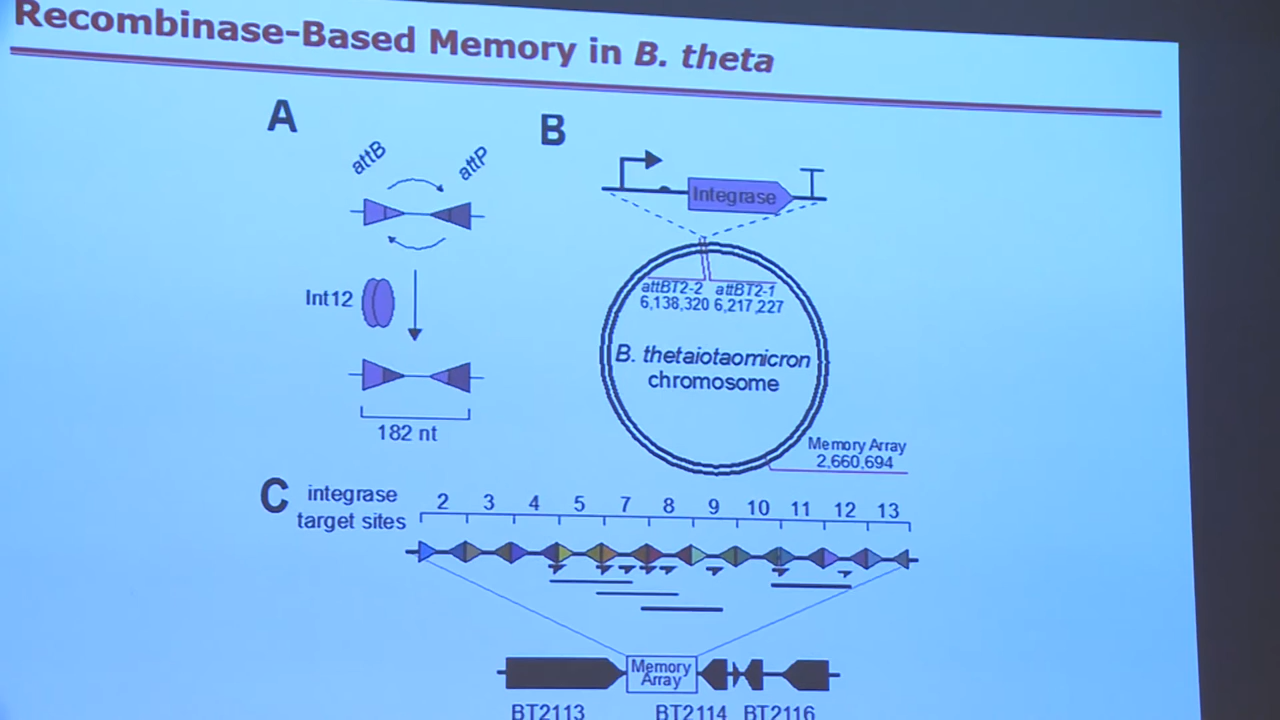 Recombinase-Based Memory in B. theta
A
attB
attP
Int12
182 nt
B
Integrase
attBT2-2 attBT2-1
6,138,320 6,217,227
B. thetaiotaomicron
chromosome
Memory Array
2,660,694
C
integrase
target sites
2 3 4 5 7 8 9 10 11 12 13
Memory
Array
BT2113 BT2114 BT2116